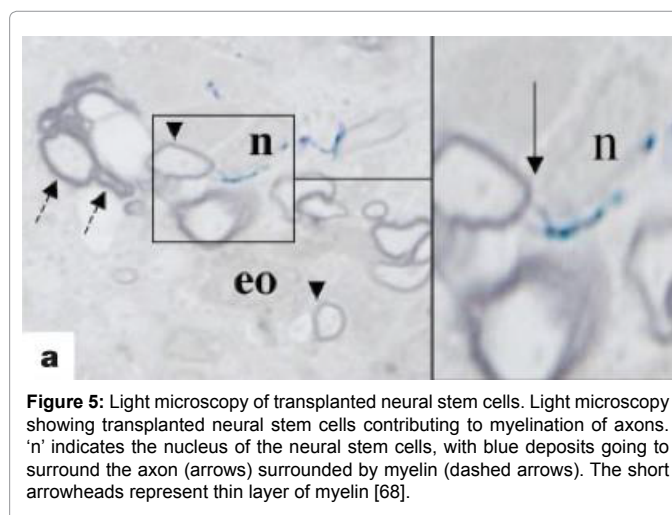 n
n
eo
a
Figure 5: Light microscopy of transplanted neural stem cells. Light microscopy
showing transplanted neural stem cells contributing to myelination of axons.
‘n’ indicates the nucleus of the neural stem cells, with blue deposits going to
surround the axon (arrows) surrounded by myelin (dashed arrows). The short
arrowheads represent thin layer of myelin [68].